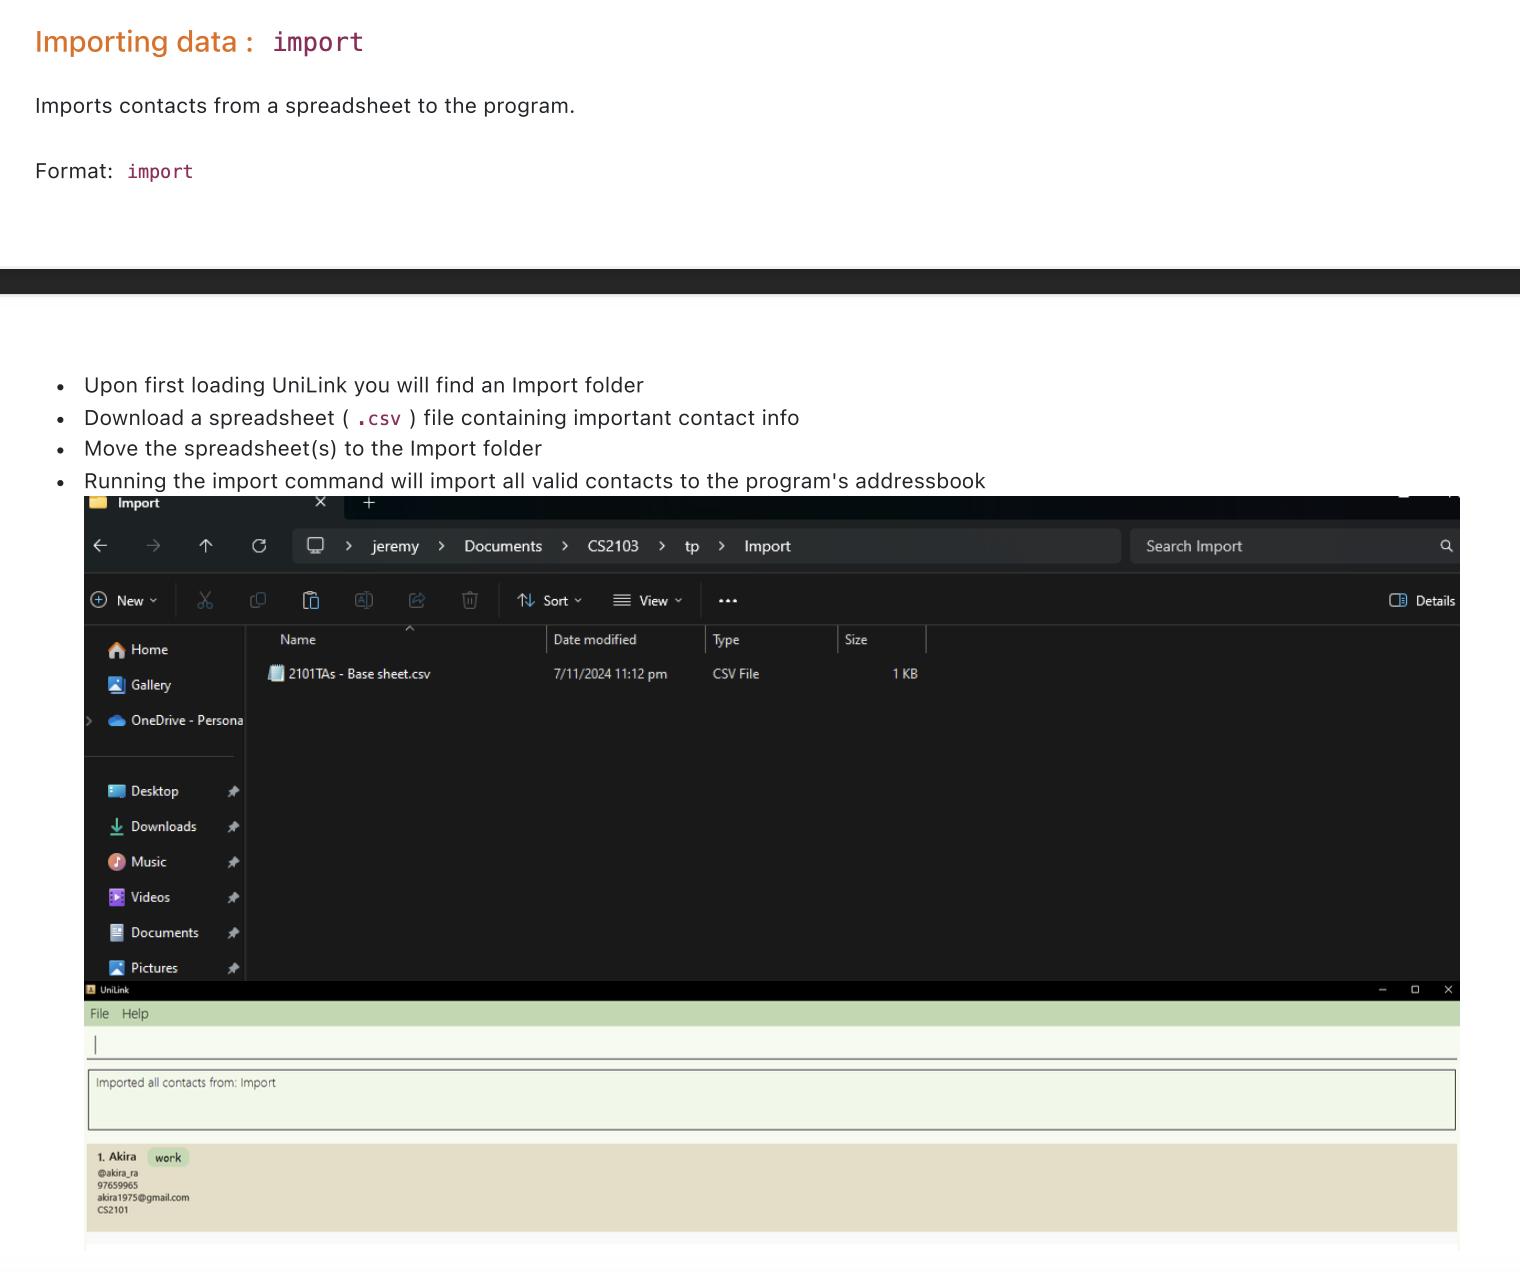 Importing data : import
Imports contacts from a spreadsheet to the program.
Format: import
• Upon first loading UniLink you will find an Import folder
• Download a spreadsheet ( .csv ) file containing important contact info
• Move the spreadsheet(s) to the Import folder
• Running the import command will import all valid contacts to the program's addressbook
Import
jeremy > Documents > CS2103 > tp > Import
Search Import
New
Sort
View
Details
Name
Date modified
Type
Size
2101TAs - Base sheet.csv
7/11/2024 11:12 pm
CSV File
1 KB
Home
Gallery
OneDrive - Persona
Desktop
Downloads
Music
Videos
Documents
Pictures
UniLink
File Help
Imported all contacts from: Import
1. Akira work
@akira_ra
97659965
akira1975@gmail.com
CS2101